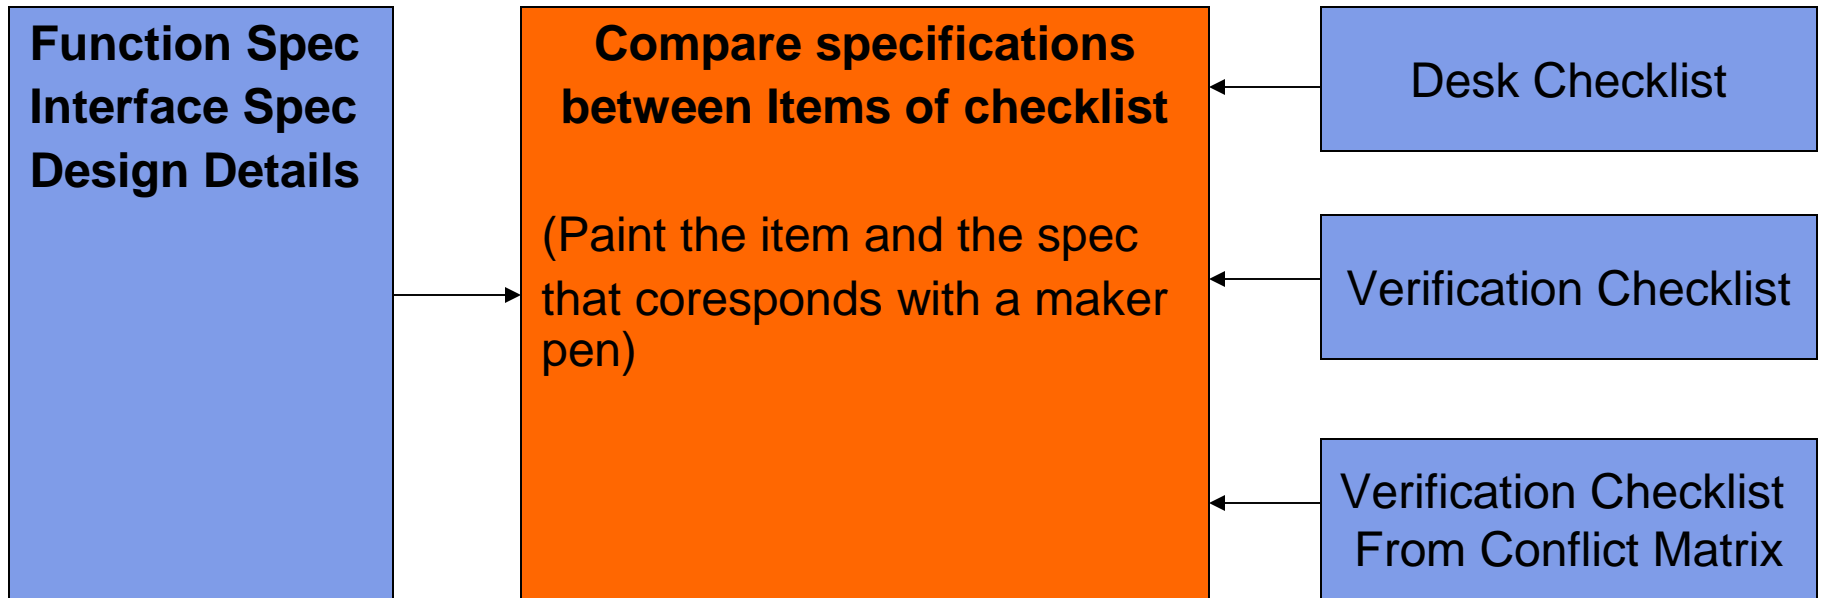 Function Spec
Interface Spec
Design Details
Compare specifications
between Items of checklist
(Paint the item and the spec
that coresponds with a maker
pen)
Desk Checklist
Verification Checklist
Verification Checklist
From Conflict Matrix